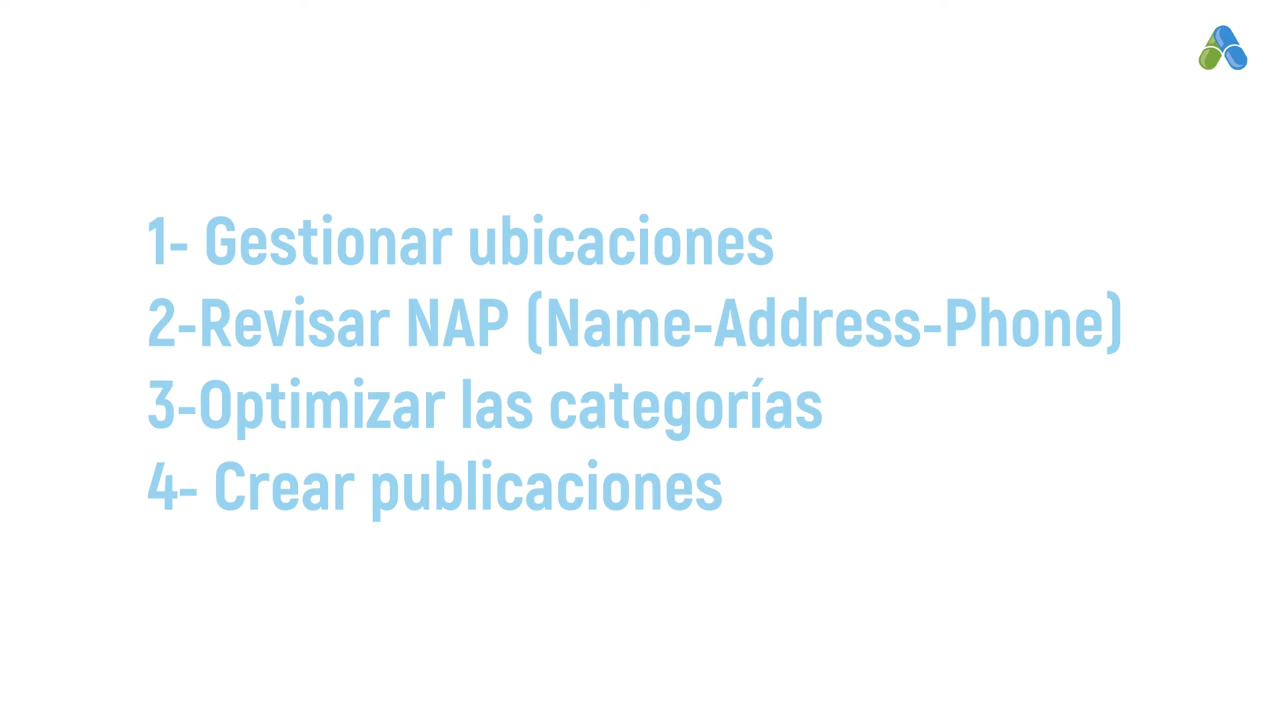 1- Gestionar ubicaciones
2-Revisar NAP (Name-Address-Phone)
3-Optimizar las categorías
4- Crear publicaciones